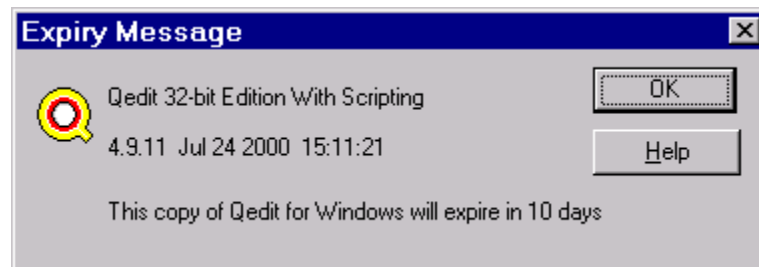 Expiry Message
Qedit 32-bit Edition With Scripting
OK
4.9.11 Jul 24 2000 15:11:21
Help
This copy of Qedit for Windows will expire in 10 days